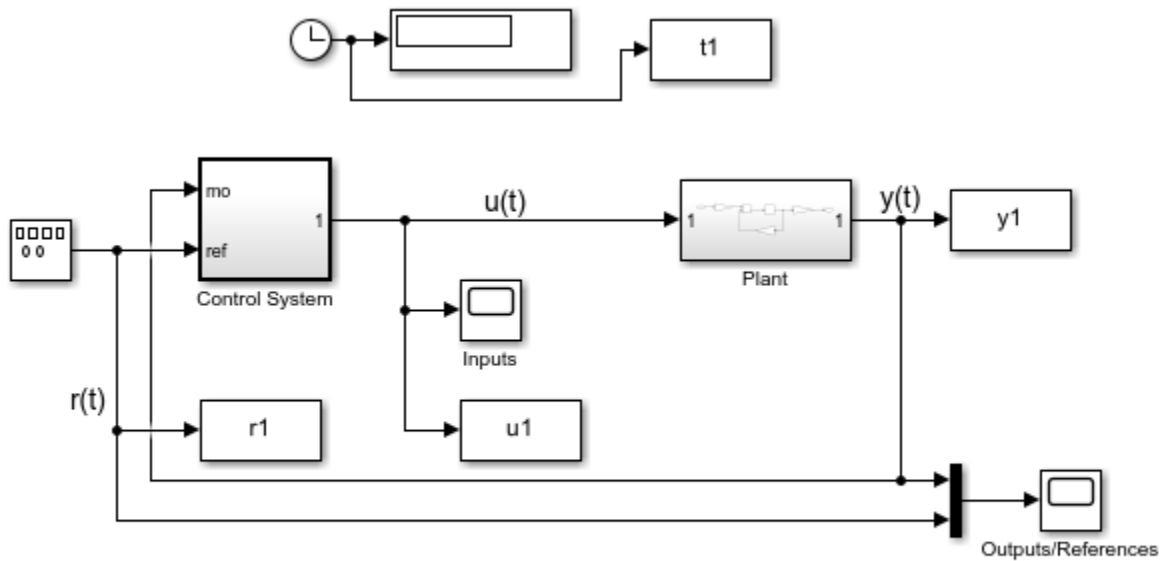 t1
mo
1
ref
Control System
u(t)
1
1
Plant
y(t)
y1
Inputs
r(t)
r1
u1
Outputs/References